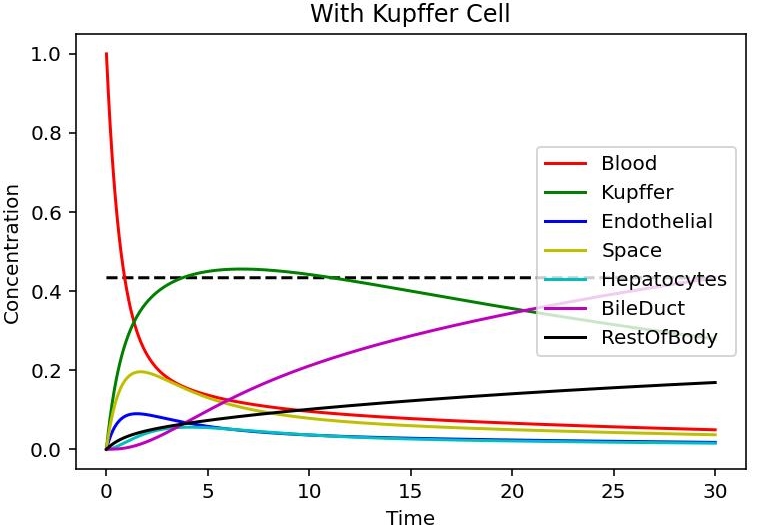 With Kupffer Cell
Concentration
1.0
0.8
0.6
0.4
0.2
0.0
Blood
Kupffer
Endothelial
Space
Hepatocytes
BileDuct
RestOfBody
0 5 10 15 20 25 30
Time